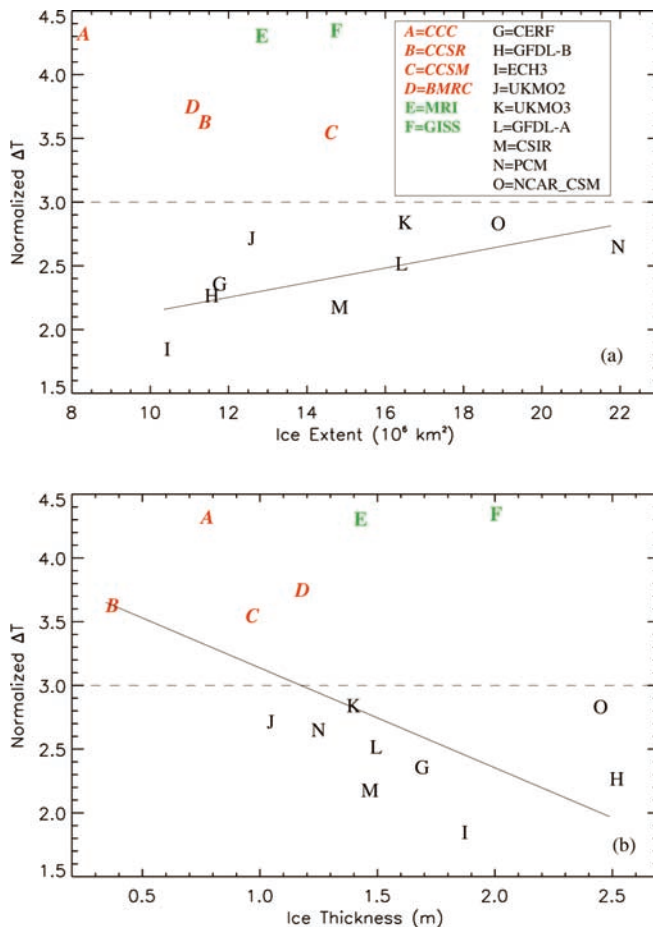 4.5
4.0
3.5
3.0
2.5
2.0
1.5
Normalized ΔT
A
E
F
D
B
C
A=CCC G=CERF
B=CCSR H=GFDL-B
C=CCSM I=ECH3
D=BMRC J=UKMO2
E=MRI K=UKMO3
F=GISS L=GFDL-A
M=CSIR
N=PCM
O=NCAR_CSM
K
O
J
N
L
G
H
M
I
(a)
8 10 12 14 16 18 20 22
Ice Extent (10⁶ km²)
4.5
4.0
3.5
3.0
2.5
2.0
1.5
Normalized ΔT
A
E
F
D
B
C
K
O
J
N
L
G
H
M
I
(b)
0.5 1.0 1.5 2.0 2.5
Ice Thickness (m)